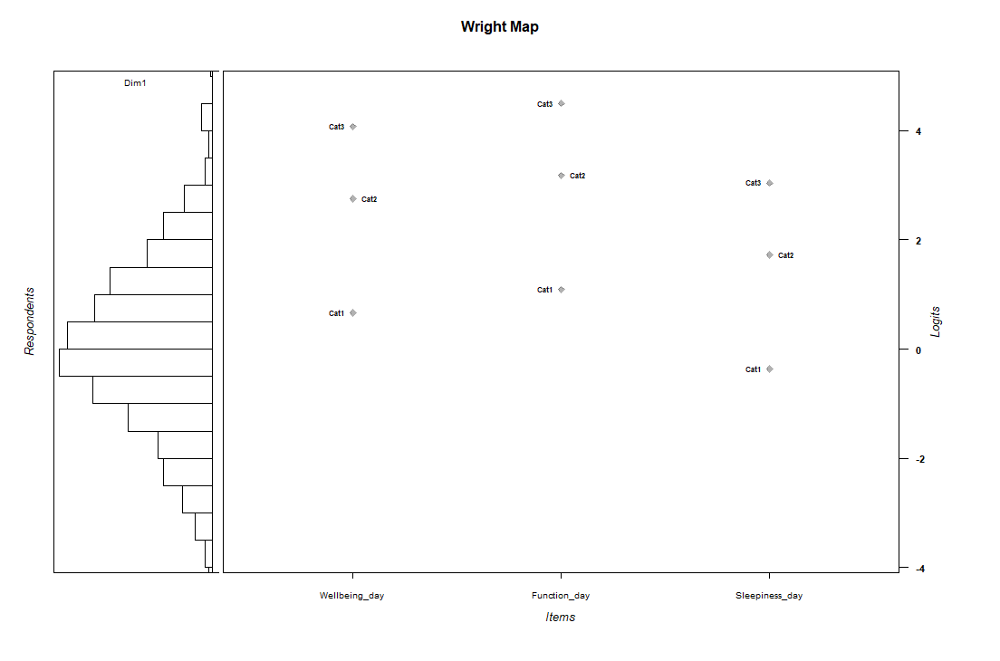 Wright Map
Dim1
Respondents
Cat3
Cat2
Cat1
Cat3
Cat2
Cat1
Cat3
Cat2
Cat1
4
2
0
-2
-4
Logits
Wellbeing_day
Function_day
Sleepiness_day
Items